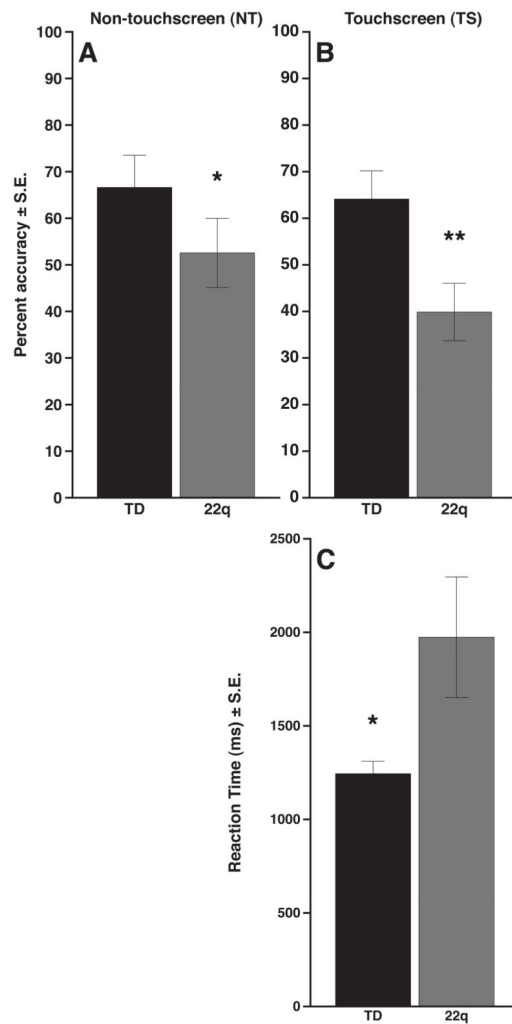 Non-touchscreen (NT)
Touchscreen (TS)
A
Percent accuracy ± S.E.
100
90
80
70
60
50
40
30
20
10
0
*
TD
22q
B
100
90
80
70
60
50
40
30
20
10
0
**
TD
22q
C
Reaction Time (ms) ± S.E.
2500
2000
1500
1000
500
0
*
TD
22q